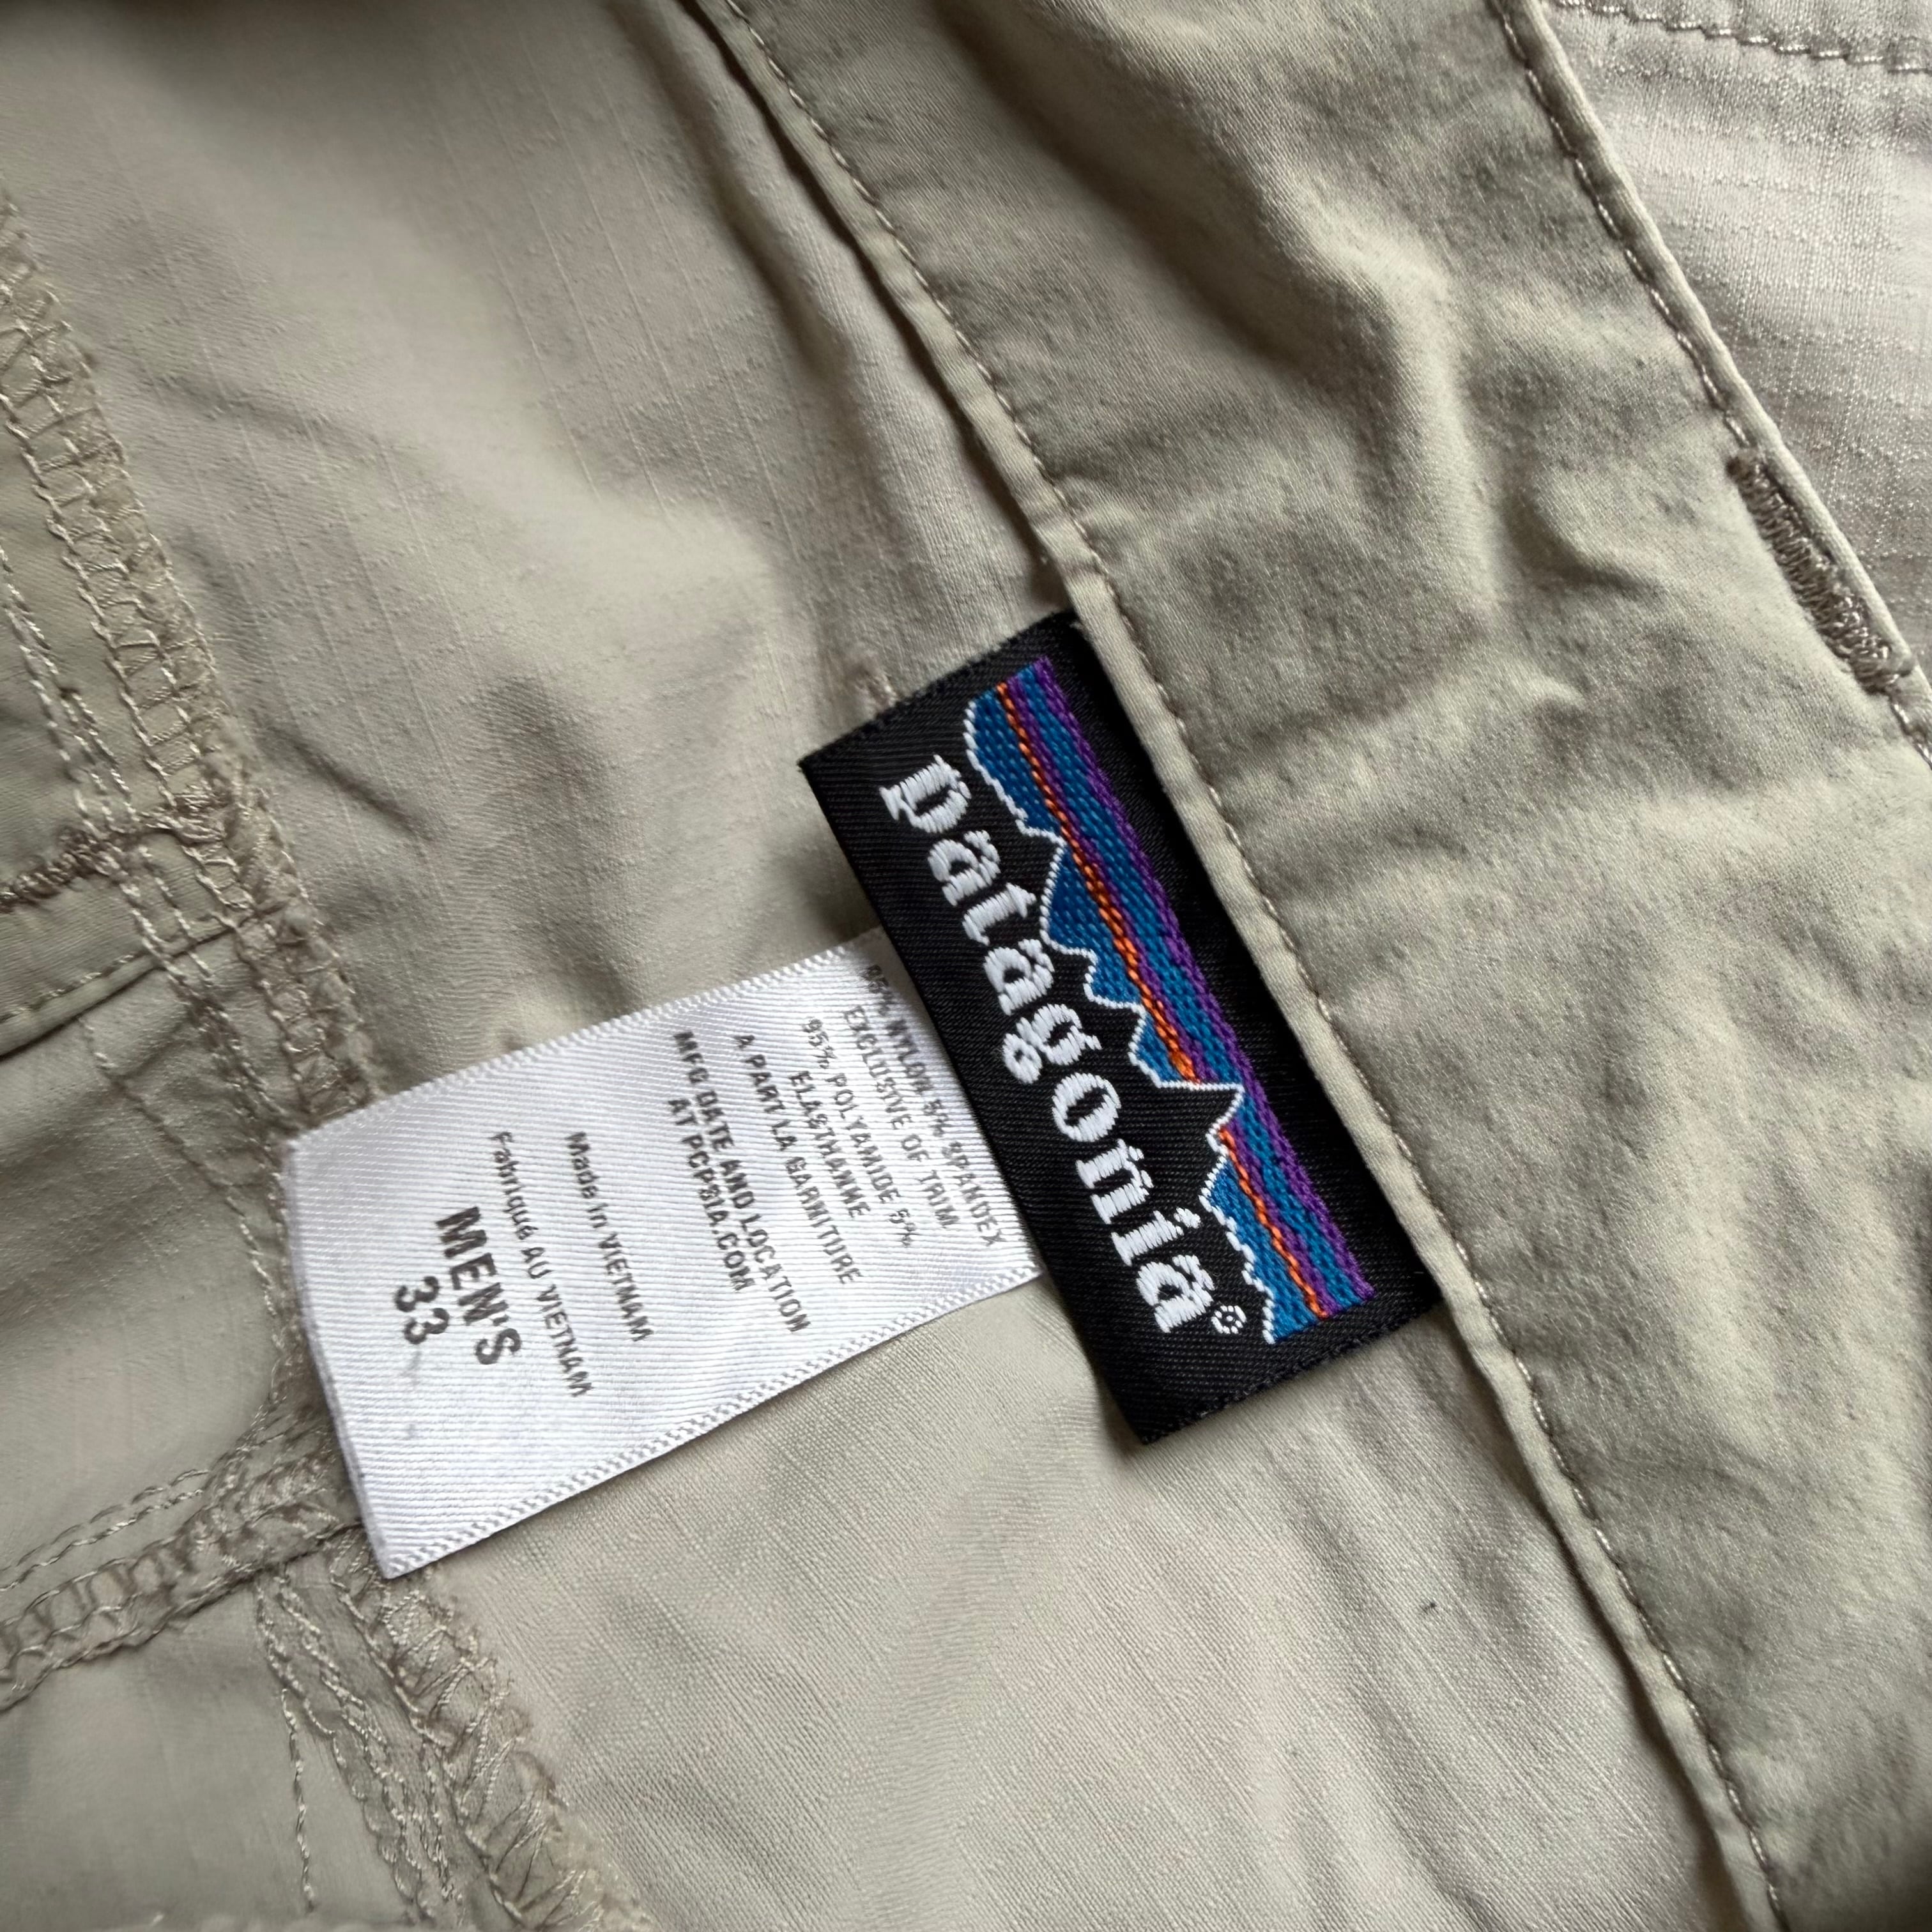 patagonia®
95% NYLON 5% SPANDEX
EXCLUSIVE OF TRIM
95% POLYAMIDE 5%
ELASTHANNE
A PART LA GARNITURE
MFG DATE AND LOCATION
AT PCPSIA.COM
Made in VIETNAM
Fabriqué AU VIETNAM
MEN'S
33